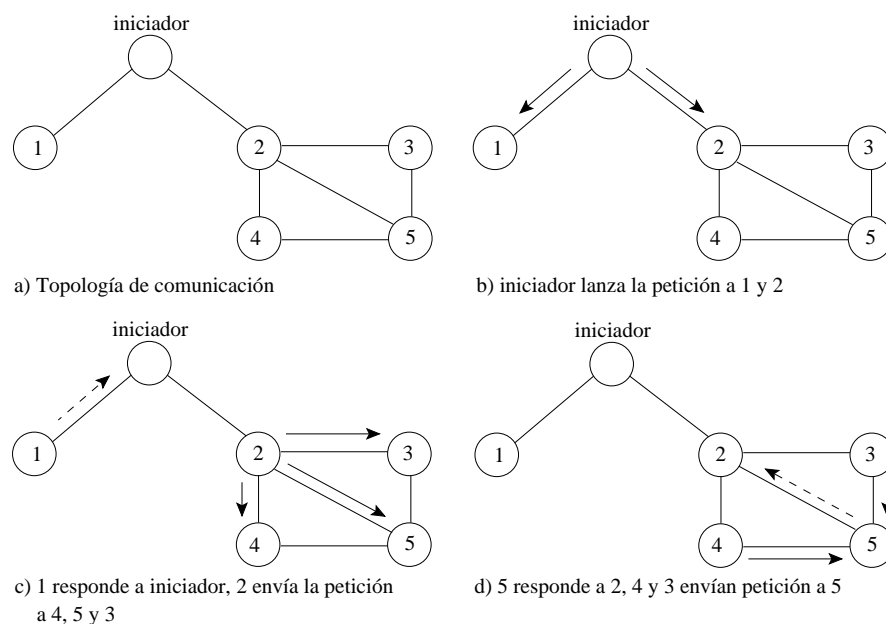 iniciador
1
2
3
4
5
a) Topología de comunicación
iniciador
1
2
3
4
5
b) iniciador lanza la petición a 1 y 2
iniciador
1
2
3
4
5
c) 1 responde a iniciador, 2 envía la petición
a 4, 5 y 3
iniciador
1
2
3
4
5
d) 5 responde a 2, 4 y 3 envían petición a 5